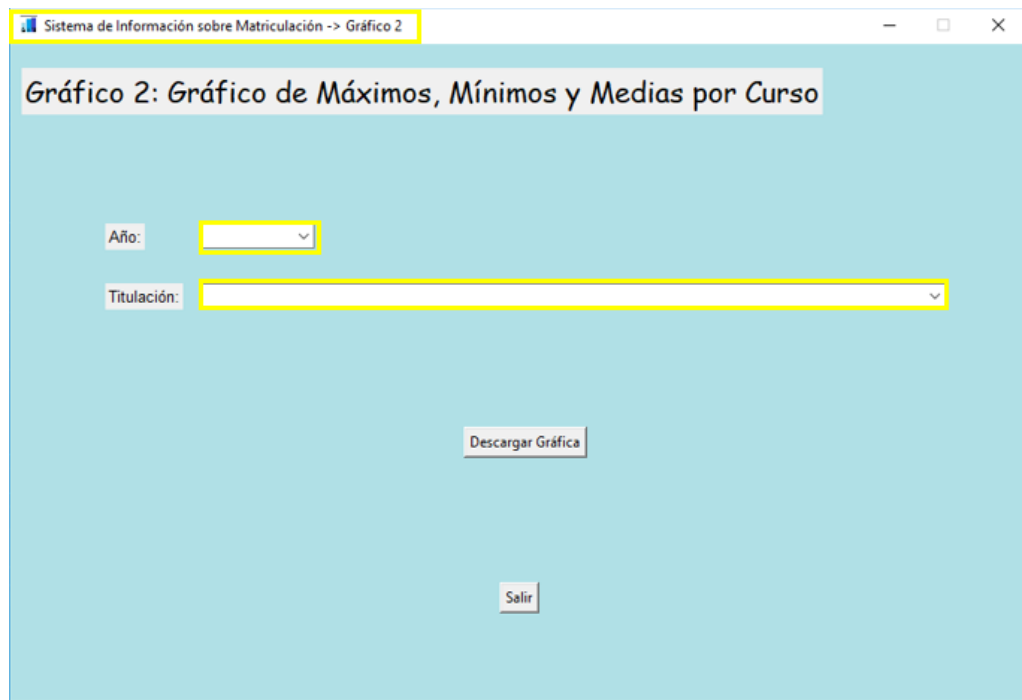 Sistema de Información sobre Matriculación -> Gráfico 2
Gráfico 2: Gráfico de Máximos, Mínimos y Medias por Curso
Año:
Titulación:
Descargar Gráfica
Salir